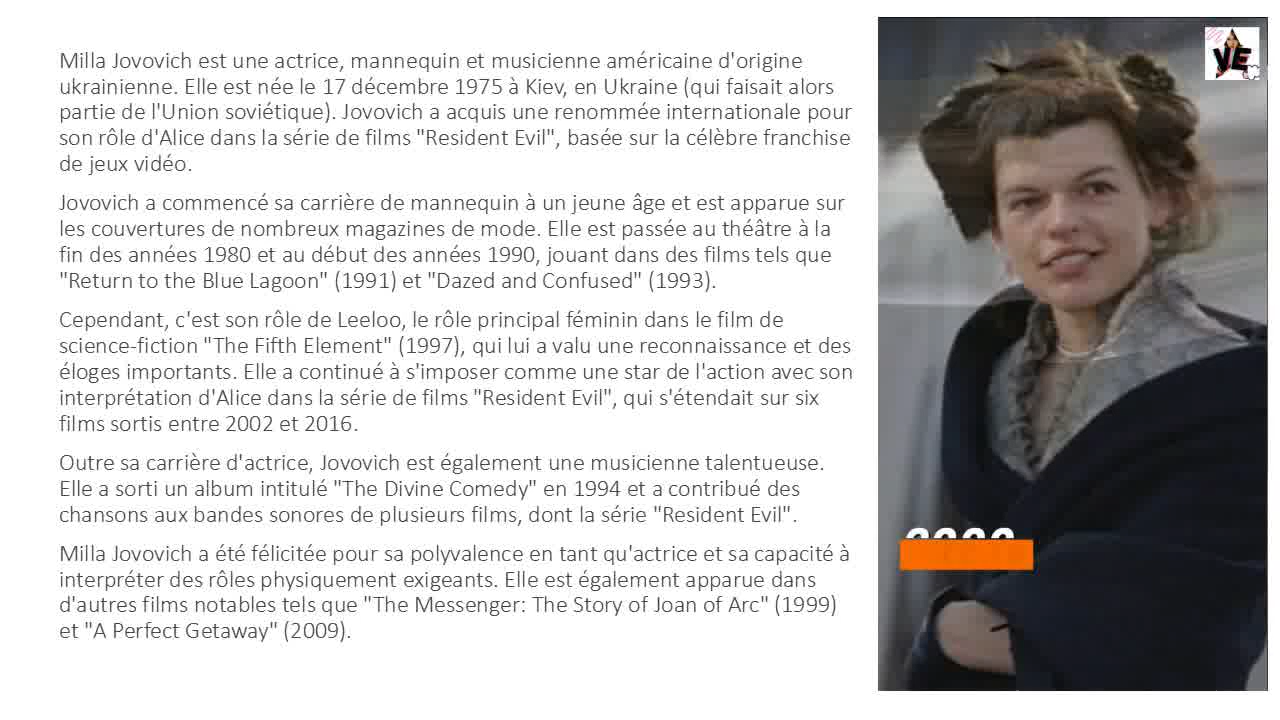 Milla Jovovich est une actrice, mannequin et musicienne américaine d'origine
ukrainienne. Elle est née le 17 décembre 1975 à Kiev, en Ukraine (qui faisait alors
partie de l'Union soviétique). Jovovich a acquis une renommée internationale pour
son rôle d'Alice dans la série de films "Resident Evil", basée sur la célèbre franchise
de jeux vidéo.
Jovovich a commencé sa carrière de mannequin à un jeune âge et est apparue sur
les couvertures de nombreux magazines de mode. Elle est passée au théâtre à la
fin des années 1980 et au début des années 1990, jouant dans des films tels que
"Return to the Blue Lagoon" (1991) et "Dazed and Confused" (1993).
Cependant, c'est son rôle de Leeloo, le rôle principal féminin dans le film de
science-fiction "The Fifth Element" (1997), qui lui a valu une reconnaissance et des
éloges importants. Elle a continué à s'imposer comme une star de l'action avec son
interprétation d'Alice dans la série de films "Resident Evil", qui s'étendait sur six
films sortis entre 2002 et 2016.
Outre sa carrière d'actrice, Jovovich est également une musicienne talentueuse.
Elle a sorti un album intitulé "The Divine Comedy" en 1994 et a contribué des
chansons aux bandes sonores de plusieurs films, dont la série "Resident Evil".
Milla Jovovich a été félicitée pour sa polyvalence en tant qu'actrice et sa capacité à
interpréter des rôles physiquement exigeants. Elle est également apparue dans
d'autres films notables tels que "The Messenger: The Story of Joan of Arc" (1999)
et "A Perfect Getaway" (2009).
VE